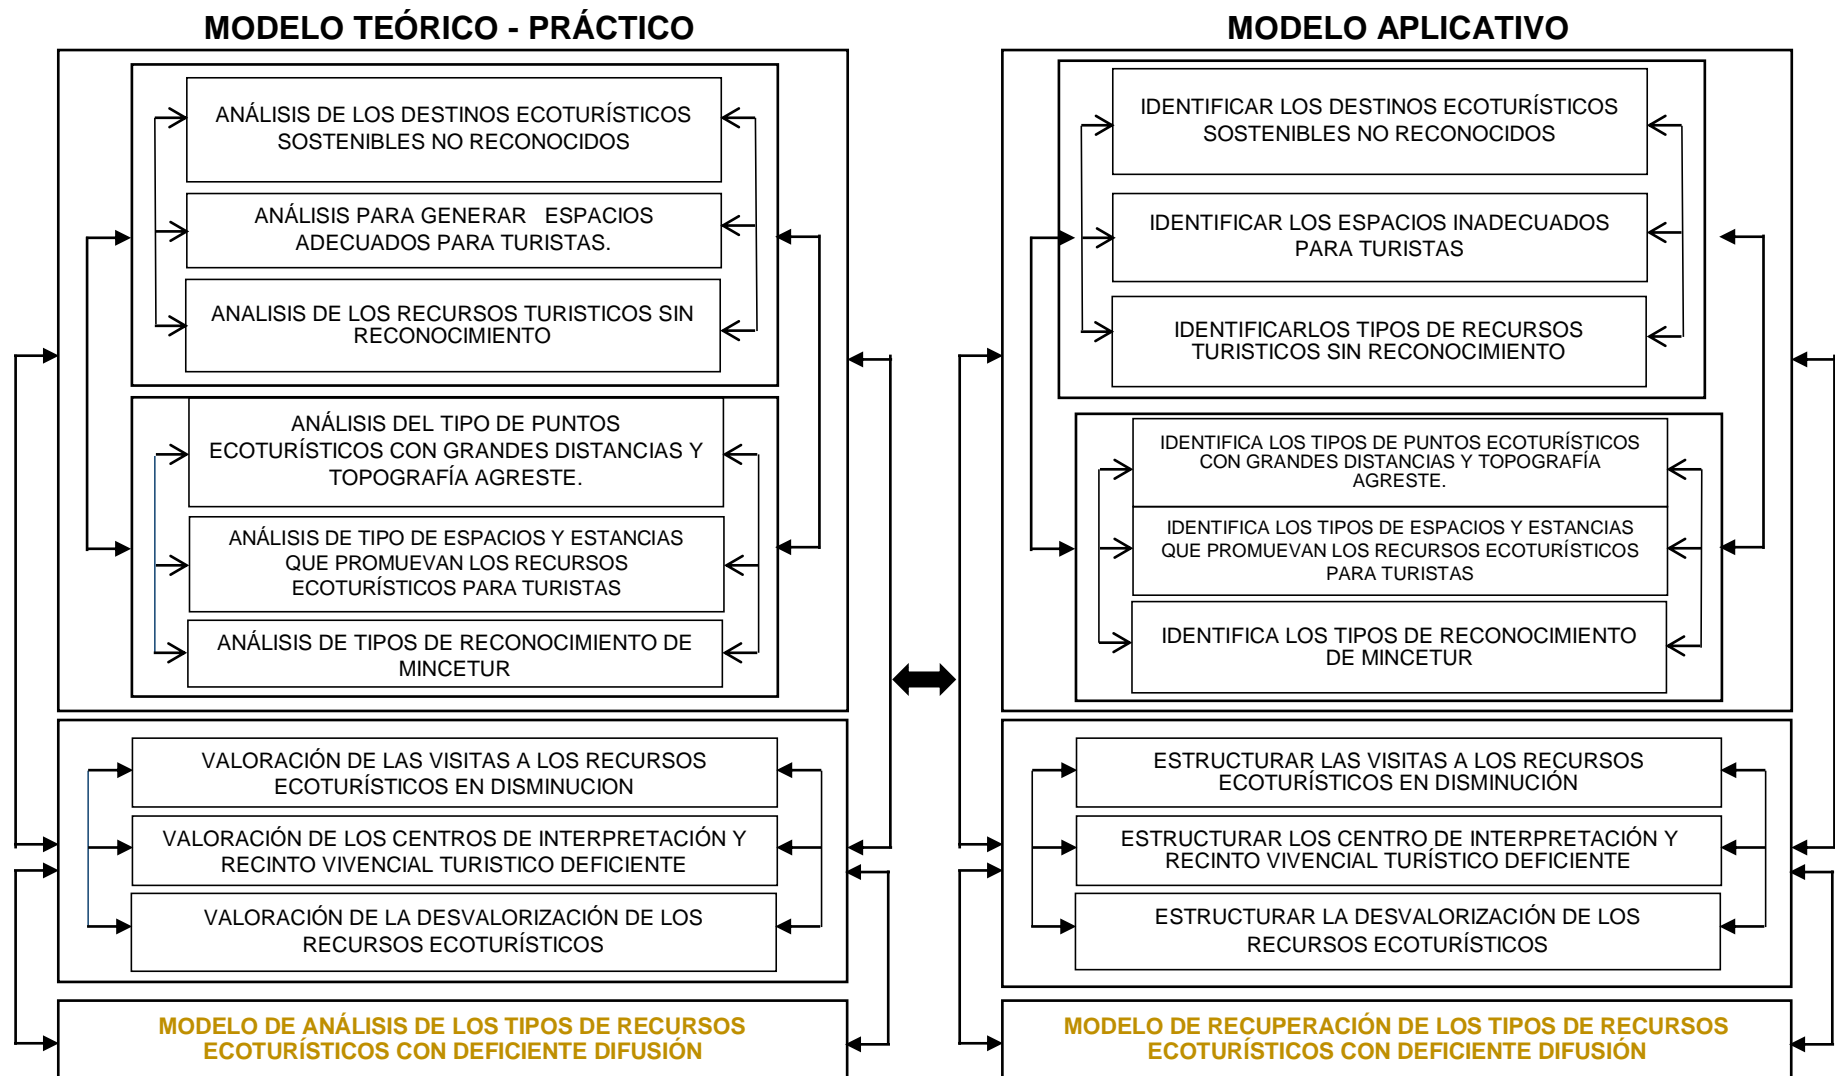 MODELO TEÓRICO - PRÁCTICO
ANÁLISIS DE LOS DESTINOS ECOTURÍSTICOS
SOSTENIBLES NO RECONOCIDOS
ANÁLISIS PARA GENERAR ESPACIOS
ADECUADOS PARA TURISTAS.
ANALISIS DE LOS RECURSOS TURISTICOS SIN
RECONOCIMIENTO
ANÁLISIS DEL TIPO DE PUNTOS
ECOTURÍSTICOS CON GRANDES DISTANCIAS Y
TOPOGRAFÍA AGRESTE.
ANÁLISIS DE TIPO DE ESPACIOS Y ESTANCIAS
QUE PROMUEVAN LOS RECURSOS
ECOTURÍSTICOS PARA TURISTAS
ANÁLISIS DE TIPOS DE RECONOCIMIENTO DE
MINCETUR
VALORACIÓN DE LAS VISITAS A LOS RECURSOS
ECOTURÍSTICOS EN DISMINUCION
VALORACIÓN DE LOS CENTROS DE INTERPRETACIÓN Y
RECINTO VIVENCIAL TURISTICO DEFICIENTE
VALORACIÓN DE LA DESVALORIZACIÓN DE LOS
RECURSOS ECOTURÍSTICOS
MODELO DE ANÁLISIS DE LOS TIPOS DE RECURSOS
ECOTURÍSTICOS CON DEFICIENTE DIFUSIÓN
MODELO APLICATIVO
IDENTIFICAR LOS DESTINOS ECOTURÍSTICOS
SOSTENIBLES NO RECONOCIDOS
IDENTIFICAR LOS ESPACIOS INADECUADOS
PARA TURISTAS
IDENTIFICARLOS TIPOS DE RECURSOS
TURISTICOS SIN RECONOCIMIENTO
IDENTIFICA LOS TIPOS DE PUNTOS ECOTURÍSTICOS
CON GRANDES DISTANCIAS Y TOPOGRAFÍA
AGRESTE.
IDENTIFICA LOS TIPOS DE ESPACIOS Y ESTANCIAS
QUE PROMUEVAN LOS RECURSOS ECOTURÍSTICOS
PARA TURISTAS
IDENTIFICA LOS TIPOS DE RECONOCIMIENTO
DE MINCETUR
ESTRUCTURAR LAS VISITAS A LOS RECURSOS
ECOTURÍSTICOS EN DISMINUCIÓN
ESTRUCTURAR LOS CENTRO DE INTERPRETACIÓN Y
RECINTO VIVENCIAL TURÍSTICO DEFICIENTE
ESTRUCTURAR LA DESVALORIZACIÓN DE LOS
RECURSOS ECOTURÍSTICOS
MODELO DE RECUPERACIÓN DE LOS TIPOS DE RECURSOS
ECOTURÍSTICOS CON DEFICIENTE DIFUSIÓN